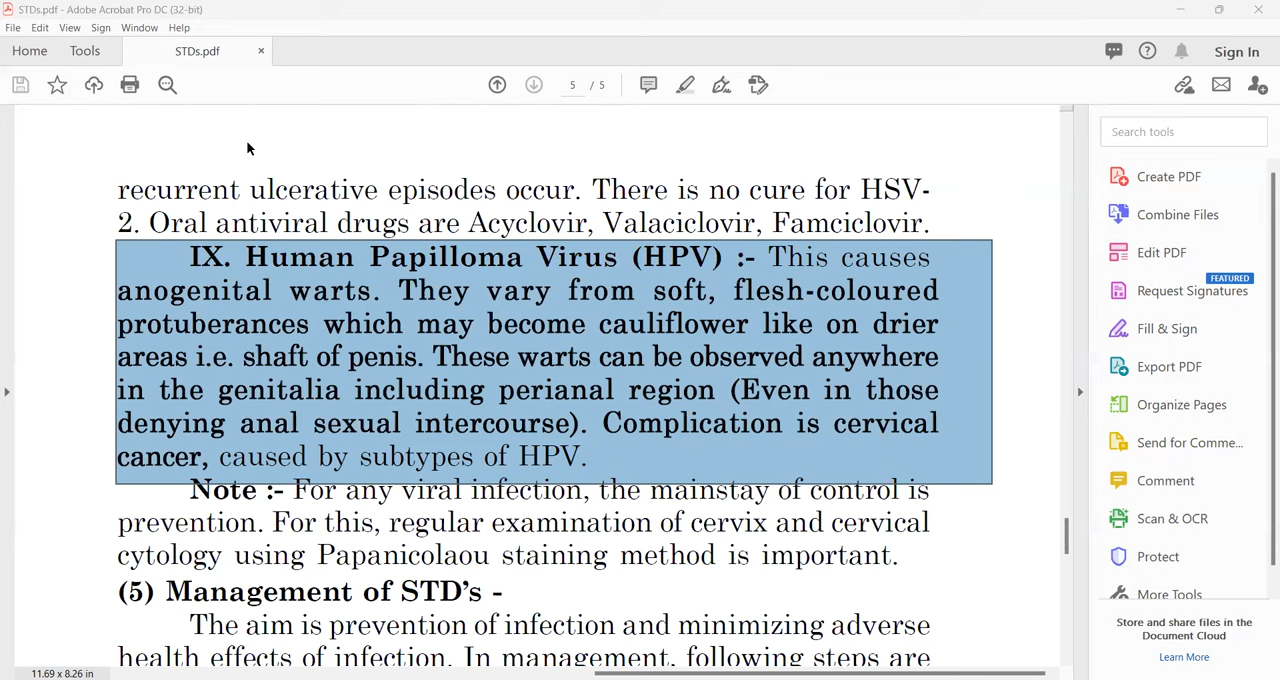 STDs.pdf - Adobe Acrobat Pro DC (32-bit)
File Edit View Sign Window Help
Home Tools STDs.pdf × Sign In
5 / 5
recurrent ulcerative episodes occur. There is no cure for HSV-
2. Oral antiviral drugs are Acyclovir, Valaciclovir, Famciclovir.
IX. Human Papilloma Virus (HPV) :- This causes
anogenital warts. They vary from soft, flesh-coloured
protuberances which may become cauliflower like on drier
areas i.e. shaft of penis. These warts can be observed anywhere
in the genitalia including perianal region (Even in those
denying anal sexual intercourse). Complication is cervical
cancer, caused by subtypes of HPV.
Note :- For any viral infection, the mainstay of control is
prevention. For this, regular examination of cervix and cervical
cytology using Papanicolaou staining method is important.
(5) Management of STD's -
The aim is prevention of infection and minimizing adverse
health effects of infection. In management, following steps are
11.69 x 8.26 in
Search tools
Create PDF
Combine Files
Edit PDF
FEATURED
Request Signatures
Fill & Sign
Export PDF
Organize Pages
Send for Comme...
Comment
Scan & OCR
Protect
More Tools
Store and share files in the
Document Cloud
Learn More